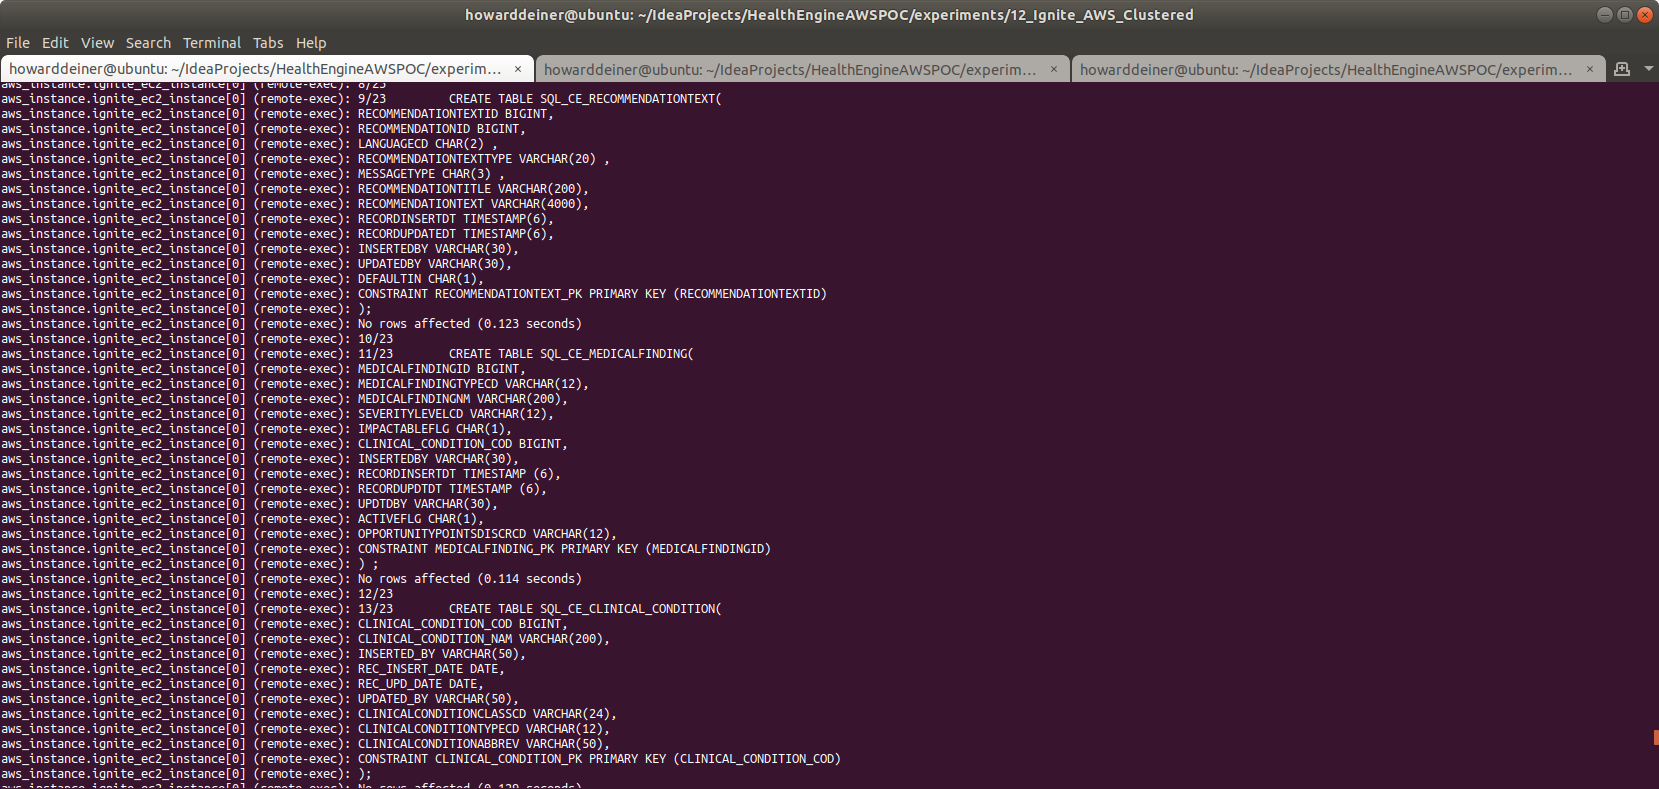 howarddeiner@ubuntu: ~/IdeaProjects/HealthEngineAWSPOC/experiments/12_Ignite_AWS_Clustered
File Edit View Search Terminal Tabs Help
howarddeiner@ubuntu: ~/IdeaProjects/HealthEngineAWSPOC/experim... × howarddeiner@ubuntu: ~/IdeaProjects/HealthEngineAWSPOC/experim... × howarddeiner@ubuntu: ~/IdeaProjects/HealthEngineAWSPOC/experim... ×
aws_instance.ignite_ec2_instance[0] (remote-exec): 8/23
aws_instance.ignite_ec2_instance[0] (remote-exec): 9/23         CREATE TABLE SQL_CE_RECOMMENDATIONTEXT(
aws_instance.ignite_ec2_instance[0] (remote-exec): RECOMMENDATIONTEXTID BIGINT,
aws_instance.ignite_ec2_instance[0] (remote-exec): RECOMMENDATIONID BIGINT,
aws_instance.ignite_ec2_instance[0] (remote-exec): LANGUAGECD CHAR(2) ,
aws_instance.ignite_ec2_instance[0] (remote-exec): RECOMMENDATIONTEXTTYPE VARCHAR(20) ,
aws_instance.ignite_ec2_instance[0] (remote-exec): MESSAGETYPE CHAR(3) ,
aws_instance.ignite_ec2_instance[0] (remote-exec): RECOMMENDATIONTITLE VARCHAR(200),
aws_instance.ignite_ec2_instance[0] (remote-exec): RECOMMENDATIONTEXT VARCHAR(4000),
aws_instance.ignite_ec2_instance[0] (remote-exec): RECORDINSERTDT TIMESTAMP(6),
aws_instance.ignite_ec2_instance[0] (remote-exec): RECORDUPDATEDT TIMESTAMP(6),
aws_instance.ignite_ec2_instance[0] (remote-exec): INSERTEDBY VARCHAR(30),
aws_instance.ignite_ec2_instance[0] (remote-exec): UPDATEDBY VARCHAR(30),
aws_instance.ignite_ec2_instance[0] (remote-exec): DEFAULTIN CHAR(1),
aws_instance.ignite_ec2_instance[0] (remote-exec): CONSTRAINT RECOMMENDATIONTEXT_PK PRIMARY KEY (RECOMMENDATIONTEXTID)
aws_instance.ignite_ec2_instance[0] (remote-exec): );
aws_instance.ignite_ec2_instance[0] (remote-exec): No rows affected (0.123 seconds)
aws_instance.ignite_ec2_instance[0] (remote-exec): 10/23
aws_instance.ignite_ec2_instance[0] (remote-exec): 11/23        CREATE TABLE SQL_CE_MEDICALFINDING(
aws_instance.ignite_ec2_instance[0] (remote-exec): MEDICALFINDINGID BIGINT,
aws_instance.ignite_ec2_instance[0] (remote-exec): MEDICALFINDINGTYPECD VARCHAR(12),
aws_instance.ignite_ec2_instance[0] (remote-exec): MEDICALFINDINGNM VARCHAR(200),
aws_instance.ignite_ec2_instance[0] (remote-exec): SEVERITYLEVELCD VARCHAR(12),
aws_instance.ignite_ec2_instance[0] (remote-exec): IMPACTABLEFLG CHAR(1),
aws_instance.ignite_ec2_instance[0] (remote-exec): CLINICAL_CONDITION_COD BIGINT,
aws_instance.ignite_ec2_instance[0] (remote-exec): INSERTEDBY VARCHAR(30),
aws_instance.ignite_ec2_instance[0] (remote-exec): RECORDINSERTDT TIMESTAMP (6),
aws_instance.ignite_ec2_instance[0] (remote-exec): RECORDUPDTDT TIMESTAMP (6),
aws_instance.ignite_ec2_instance[0] (remote-exec): UPDTDBY VARCHAR(30),
aws_instance.ignite_ec2_instance[0] (remote-exec): ACTIVEFLG CHAR(1),
aws_instance.ignite_ec2_instance[0] (remote-exec): OPPORTUNITYPOINTSDISCRCD VARCHAR(12),
aws_instance.ignite_ec2_instance[0] (remote-exec): CONSTRAINT MEDICALFINDING_PK PRIMARY KEY (MEDICALFINDINGID)
aws_instance.ignite_ec2_instance[0] (remote-exec): ) ;
aws_instance.ignite_ec2_instance[0] (remote-exec): No rows affected (0.114 seconds)
aws_instance.ignite_ec2_instance[0] (remote-exec): 12/23
aws_instance.ignite_ec2_instance[0] (remote-exec): 13/23        CREATE TABLE SQL_CE_CLINICAL_CONDITION(
aws_instance.ignite_ec2_instance[0] (remote-exec): CLINICAL_CONDITION_COD BIGINT,
aws_instance.ignite_ec2_instance[0] (remote-exec): CLINICAL_CONDITION_NAM VARCHAR(200),
aws_instance.ignite_ec2_instance[0] (remote-exec): INSERTED_BY VARCHAR(50),
aws_instance.ignite_ec2_instance[0] (remote-exec): REC_INSERT_DATE DATE,
aws_instance.ignite_ec2_instance[0] (remote-exec): REC_UPD_DATE DATE,
aws_instance.ignite_ec2_instance[0] (remote-exec): UPDATED_BY VARCHAR(50),
aws_instance.ignite_ec2_instance[0] (remote-exec): CLINICALCONDITIONCLASSCD VARCHAR(24),
aws_instance.ignite_ec2_instance[0] (remote-exec): CLINICALCONDITIONTYPECD VARCHAR(12),
aws_instance.ignite_ec2_instance[0] (remote-exec): CLINICALCONDITIONABBREV VARCHAR(50),
aws_instance.ignite_ec2_instance[0] (remote-exec): CONSTRAINT CLINICAL_CONDITION_PK PRIMARY KEY (CLINICAL_CONDITION_COD)
aws_instance.ignite_ec2_instance[0] (remote-exec): );
aws_instance.ignite_ec2_instance[0] (remote-exec): No rows affected (0.129 seconds)